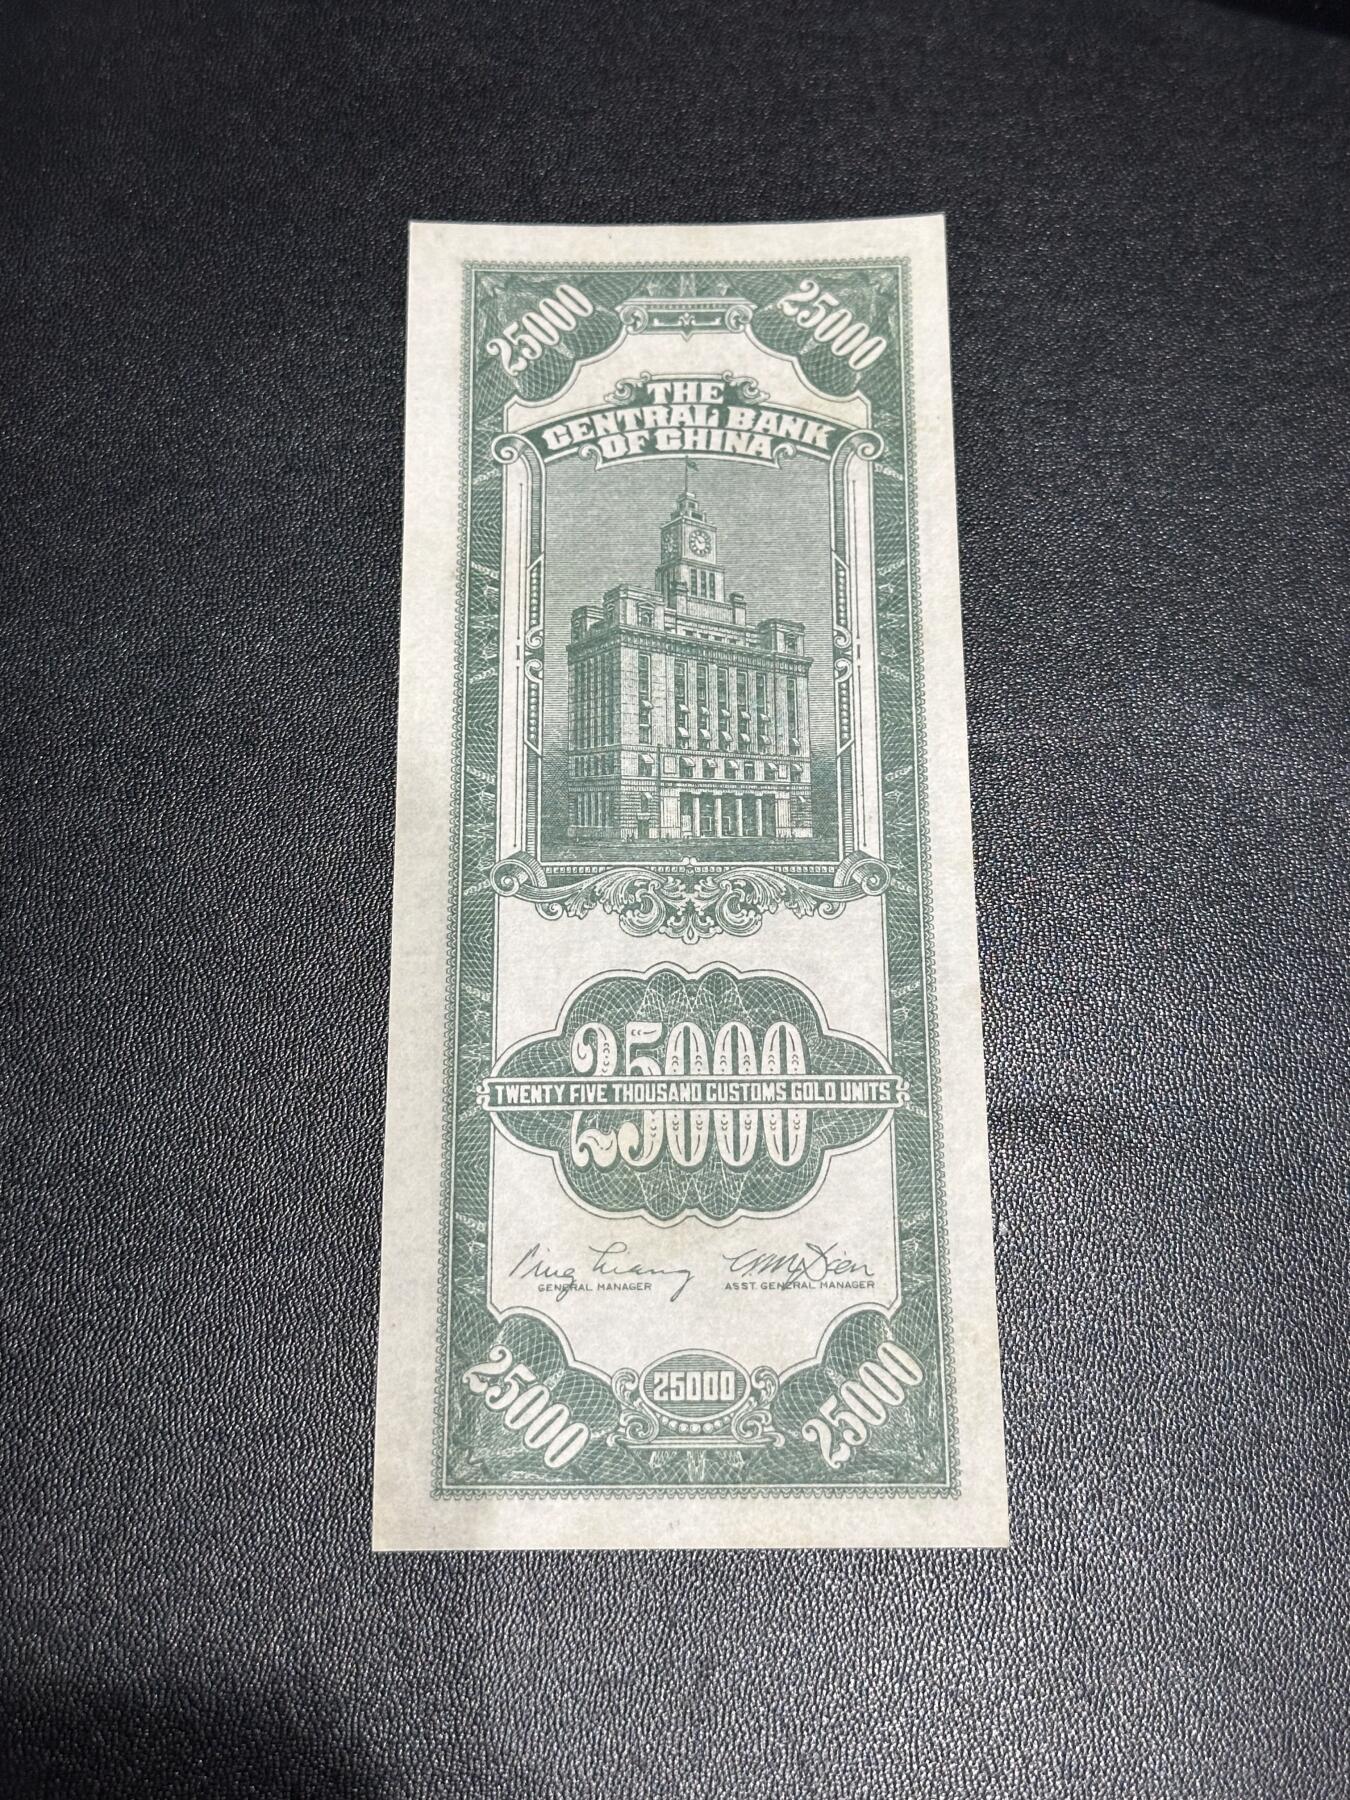 25000 25000
THE
CENTRAL BANK
OF CHINA
25000
TWENTY FIVE THOUSAND CUSTOMS GOLD UNITS
GENERAL MANAGER ASST. GENERAL MANAGER
25000 25000 25000